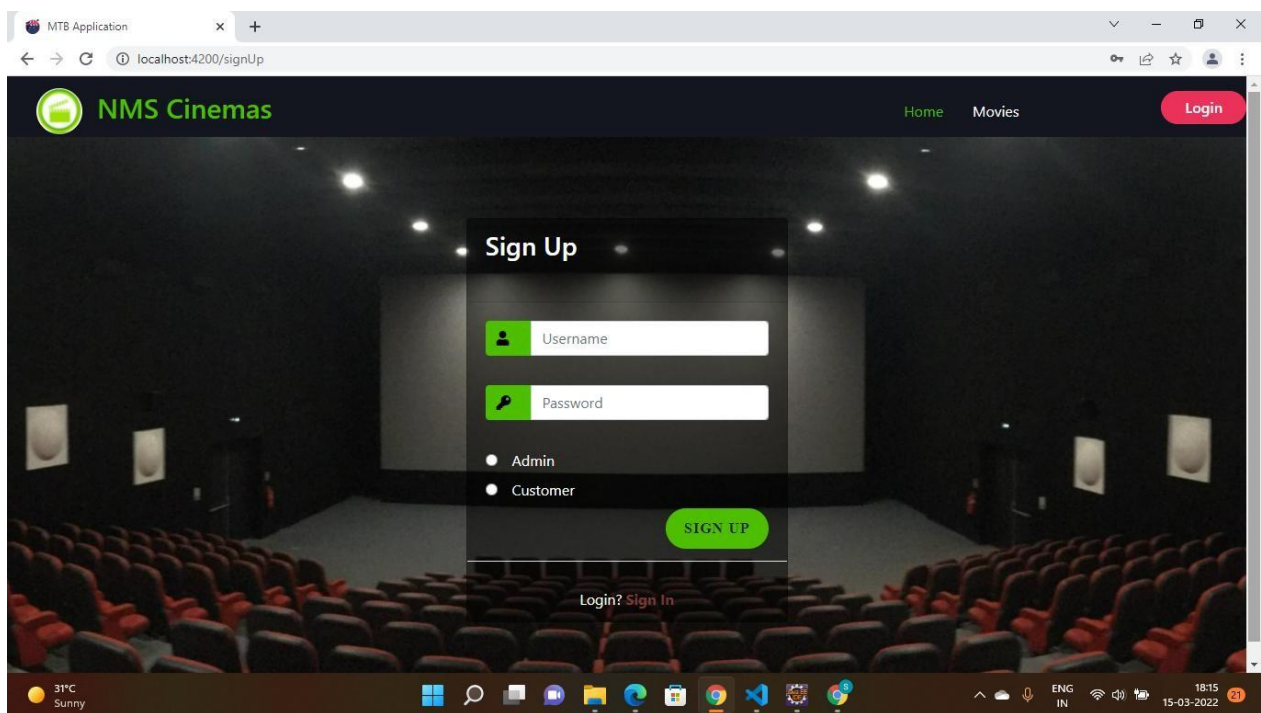 MTB Application
localhost:4200/signUp
NMS Cinemas
Home Movies Login
Sign Up
Username
Password
Admin
Customer
SIGN UP
Login? Sign In
31°C
Sunny
S
ENG
IN
18:15
15-03-2022
21